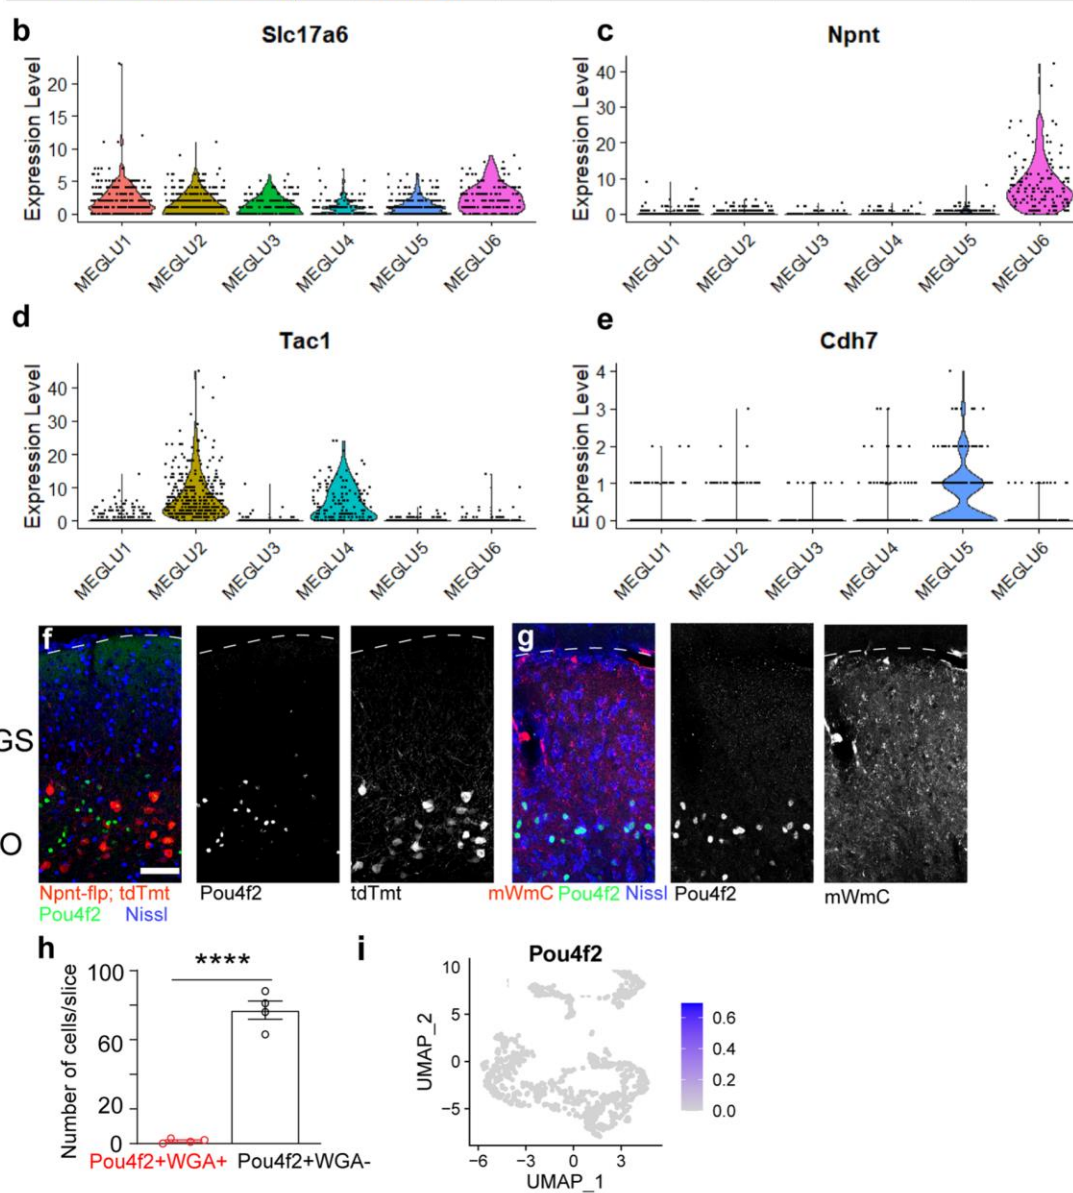 b
Slc17a6
Expression Level
20
15
10
5
0
MEGLU1
MEGLU2
MEGLU3
MEGLU4
MEGLU5
MEGLU6
c
Npnt
Expression Level
40
30
20
10
0
MEGLU1
MEGLU2
MEGLU3
MEGLU4
MEGLU5
MEGLU6
d
Tac1
Expression Level
40
30
20
10
0
MEGLU1
MEGLU2
MEGLU3
MEGLU4
MEGLU5
MEGLU6
e
Cdh7
Expression Level
4
3
2
1
0
MEGLU1
MEGLU2
MEGLU3
MEGLU4
MEGLU5
MEGLU6
f
GS
O
Npnt-flp; tdTmt
Pou4f2 Nissl
Pou4f2
tdTmt
g
mWmC Pou4f2 Nissl
Pou4f2
mWmC
h
****
Number of cells/slice
100
60
20
0
Pou4f2+WGA+
Pou4f2+WGA-
i
Pou4f2
UMAP_2
10
5
0
−5
−6
−3
0
3
UMAP_1
0.6
0.4
0.2
0.0